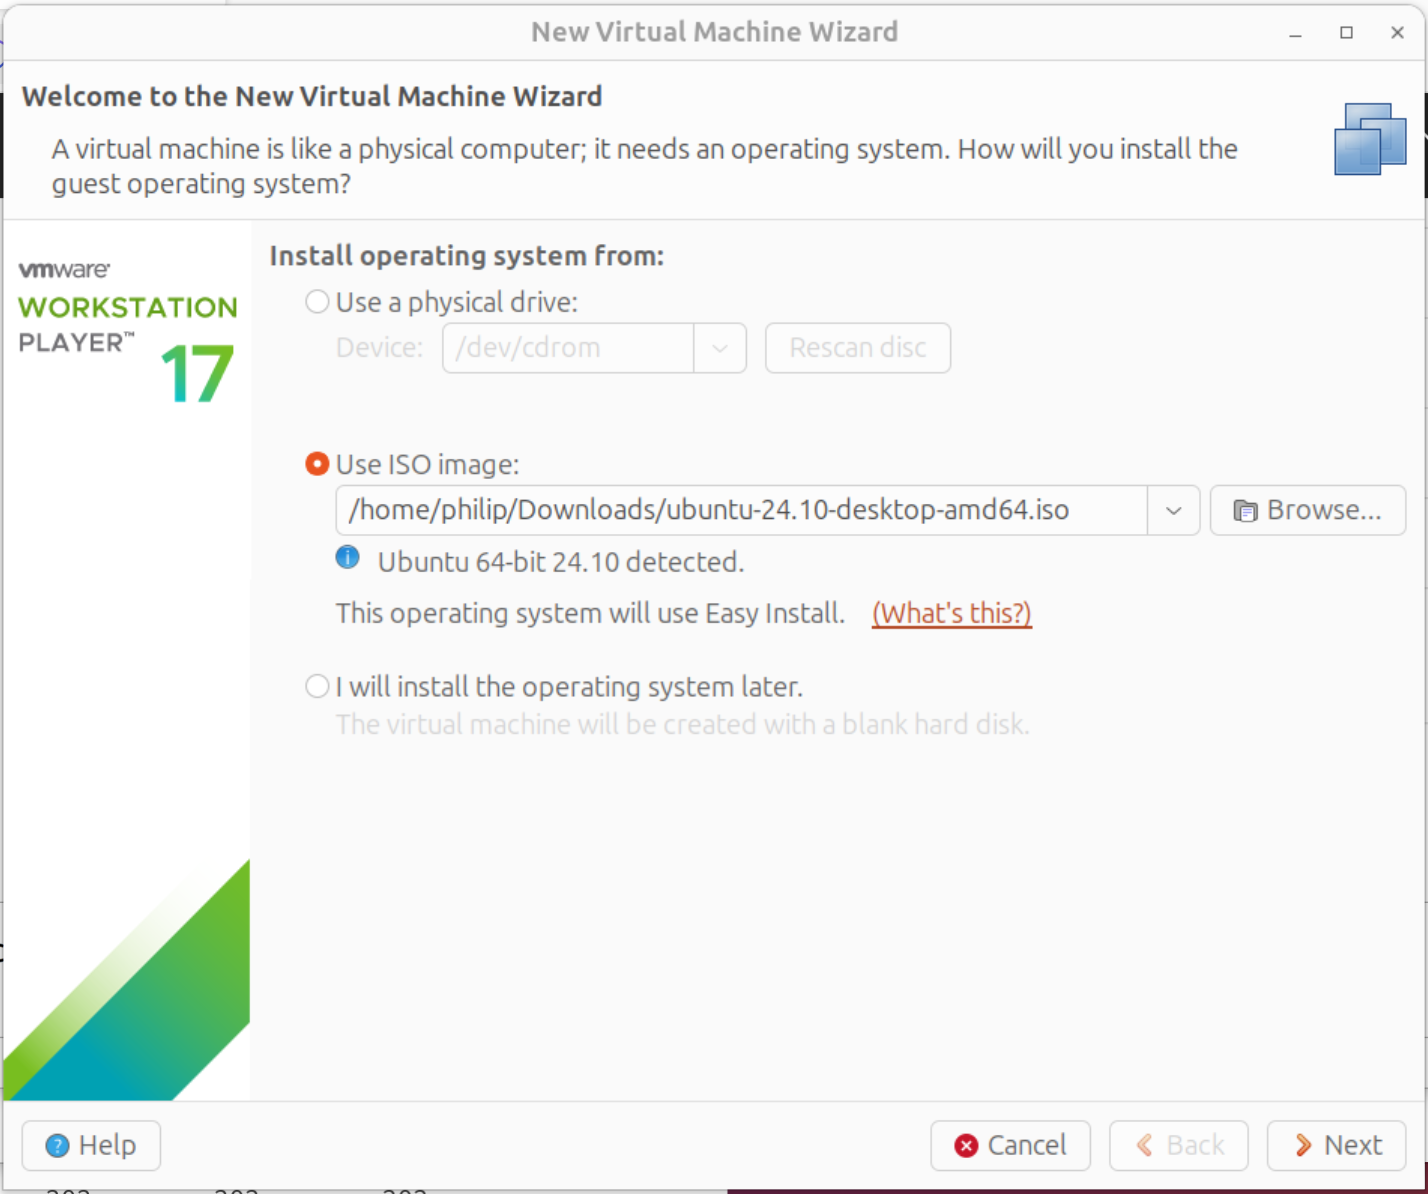 New Virtual Machine Wizard
Welcome to the New Virtual Machine Wizard
A virtual machine is like a physical computer; it needs an operating system. How will you install the
guest operating system?
vmware
WORKSTATION
PLAYER™
17
Install operating system from:
Use a physical drive:
Device: /dev/cdrom Rescan disc
Use ISO image:
/home/philip/Downloads/ubuntu-24.10-desktop-amd64.iso Browse...
Ubuntu 64-bit 24.10 detected.
This operating system will use Easy Install. (What's this?)
I will install the operating system later.
The virtual machine will be created with a blank hard disk.
Help Cancel Back Next